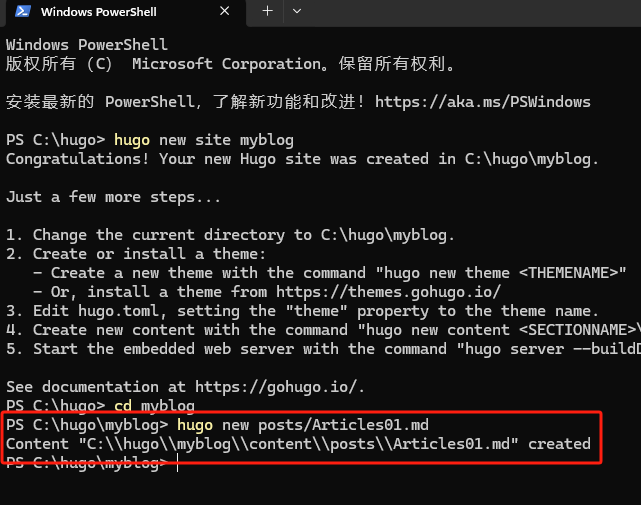 Windows PowerShell
Windows PowerShell
版权所有 (C) Microsoft Corporation。保留所有权利。
安装最新的 PowerShell，了解新功能和改进！https://aka.ms/PSWindows
PS C:\hugo> hugo new site myblog
Congratulations! Your new Hugo site was created in C:\hugo\myblog.
Just a few more steps...
1. Change the current directory to C:\hugo\myblog.
2. Create or install a theme:
   - Create a new theme with the command "hugo new theme <THEMENAME>"
   - Or, install a theme from https://themes.gohugo.io/
3. Edit hugo.toml, setting the "theme" property to the theme name.
4. Create new content with the command "hugo new content <SECTIONNAME>\
5. Start the embedded web server with the command "hugo server --buildD
See documentation at https://gohugo.io/.
PS C:\hugo> cd myblog
PS C:\hugo\myblog> hugo new posts/Articles01.md
Content "C:\\hugo\\myblog\\content\\posts\\Articles01.md" created
PS C:\hugo\myblog>